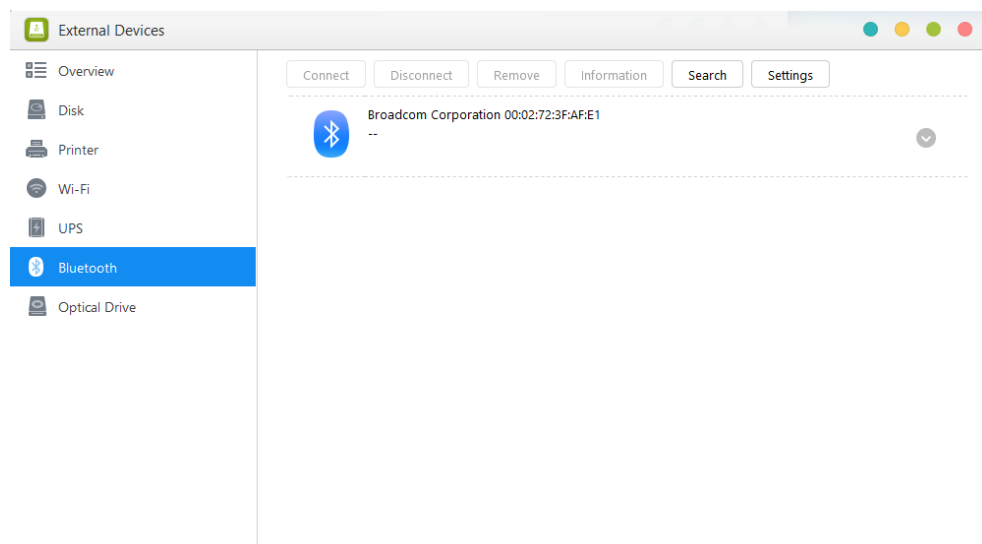 External Devices
Overview
Disk
Printer
Wi-Fi
UPS
Bluetooth
Optical Drive
Connect Disconnect Remove Information Search Settings
Broadcom Corporation 00:02:72:3F:AF:E1
--